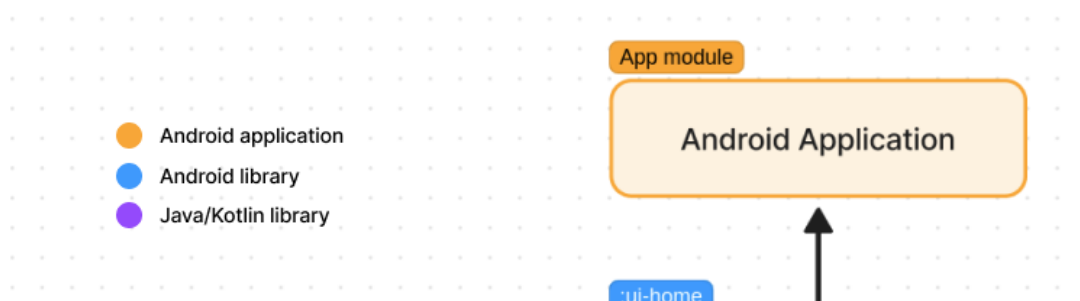 App module
Android Application
Android application
Android library
Java/Kotlin library
:ui-home